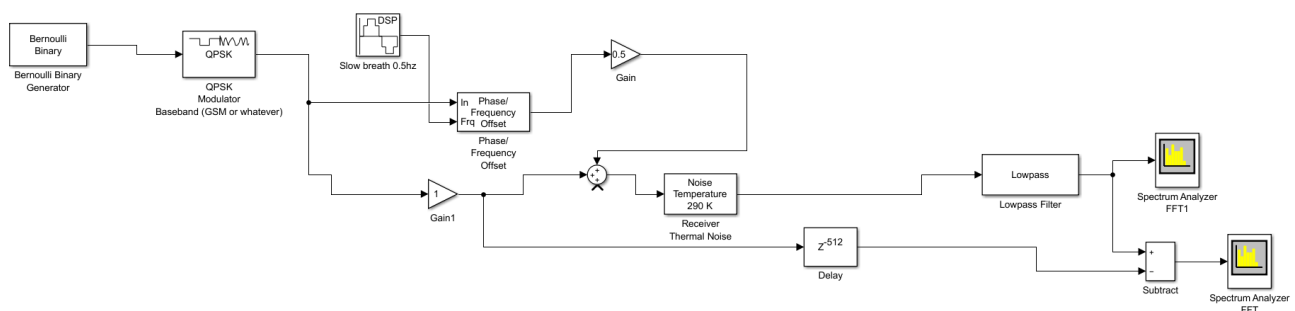 Bernoulli
Binary
Bernoulli Binary
Generator
QPSK
QPSK
Modulator
Baseband (GSM or whatever)
DSP
Slow breath 0.5hz
In
Frq
Phase/
Frequency
Offset
Phase/
Frequency
Offset
0.5
Gain
1
Gain1
+
+
+
Noise
Temperature
290 K
Receiver
Thermal Noise
Z-512
Delay
Lowpass
Lowpass Filter
Spectrum Analyzer
FFT1
+
−
Subtract
Spectrum Analyzer
FFT